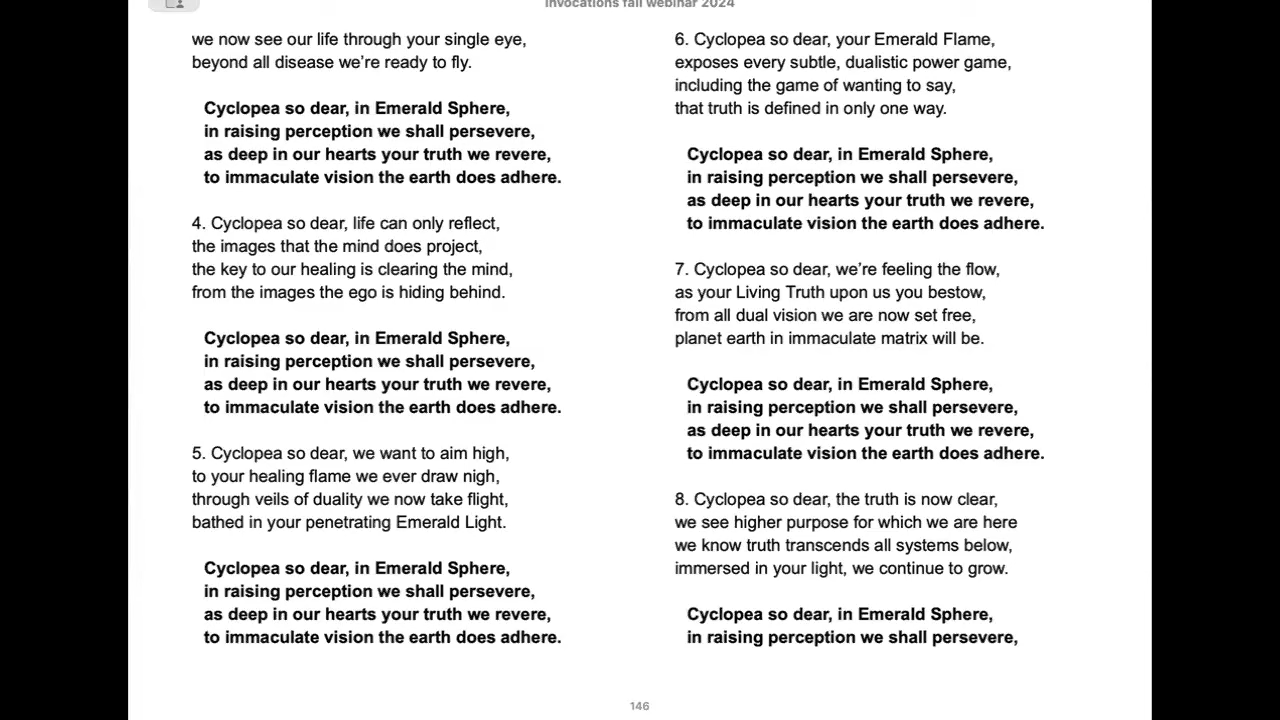 Invocations fall webinar 2024
we now see our life through your single eye,
beyond all disease we're ready to fly.
Cyclopea so dear, in Emerald Sphere,
in raising perception we shall persevere,
as deep in our hearts your truth we revere,
to immaculate vision the earth does adhere.
4. Cyclopea so dear, life can only reflect,
the images that the mind does project,
the key to our healing is clearing the mind,
from the images the ego is hiding behind.
Cyclopea so dear, in Emerald Sphere,
in raising perception we shall persevere,
as deep in our hearts your truth we revere,
to immaculate vision the earth does adhere.
5. Cyclopea so dear, we want to aim high,
to your healing flame we ever draw nigh,
through veils of duality we now take flight,
bathed in your penetrating Emerald Light.
Cyclopea so dear, in Emerald Sphere,
in raising perception we shall persevere,
as deep in our hearts your truth we revere,
to immaculate vision the earth does adhere.
6. Cyclopea so dear, your Emerald Flame,
exposes every subtle, dualistic power game,
including the game of wanting to say,
that truth is defined in only one way.
Cyclopea so dear, in Emerald Sphere,
in raising perception we shall persevere,
as deep in our hearts your truth we revere,
to immaculate vision the earth does adhere.
7. Cyclopea so dear, we're feeling the flow,
as your Living Truth upon us you bestow,
from all dual vision we are now set free,
planet earth in immaculate matrix will be.
Cyclopea so dear, in Emerald Sphere,
in raising perception we shall persevere,
as deep in our hearts your truth we revere,
to immaculate vision the earth does adhere.
8. Cyclopea so dear, the truth is now clear,
we see higher purpose for which we are here
we know truth transcends all systems below,
immersed in your light, we continue to grow.
Cyclopea so dear, in Emerald Sphere,
in raising perception we shall persevere,
146